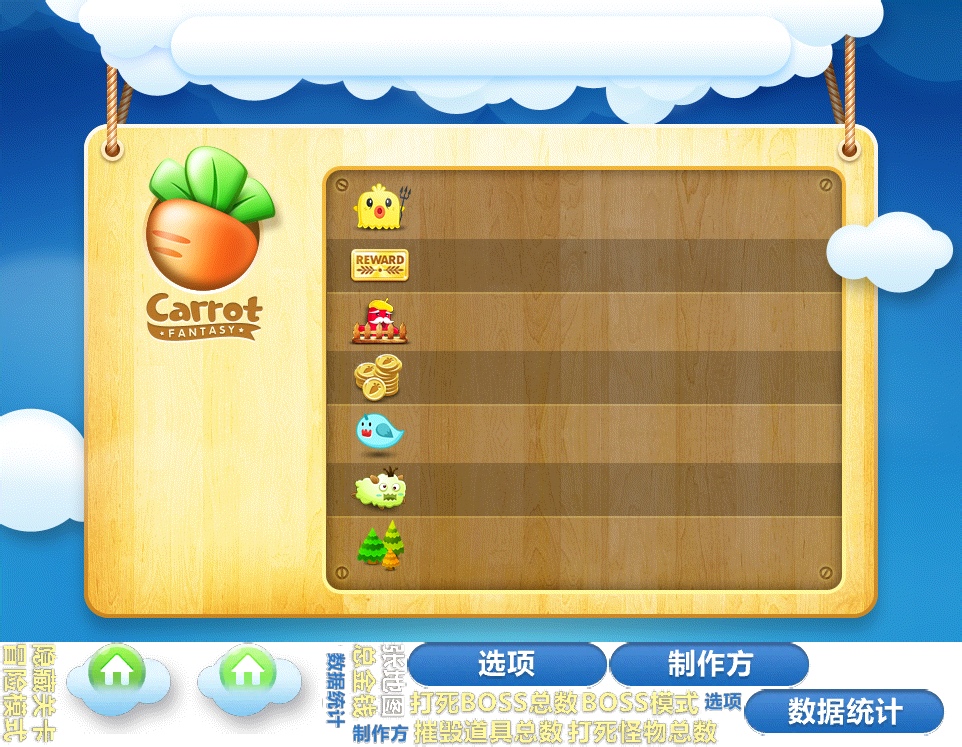 Carrot
FANTASY
REWARD
冒险模式
隐藏关卡
数据统计
总金钱
张地图
选项
制作方
打死BOSS总数
BOSS模式
选项
数据统计
制作方
摧毁道具总数
打死怪物总数